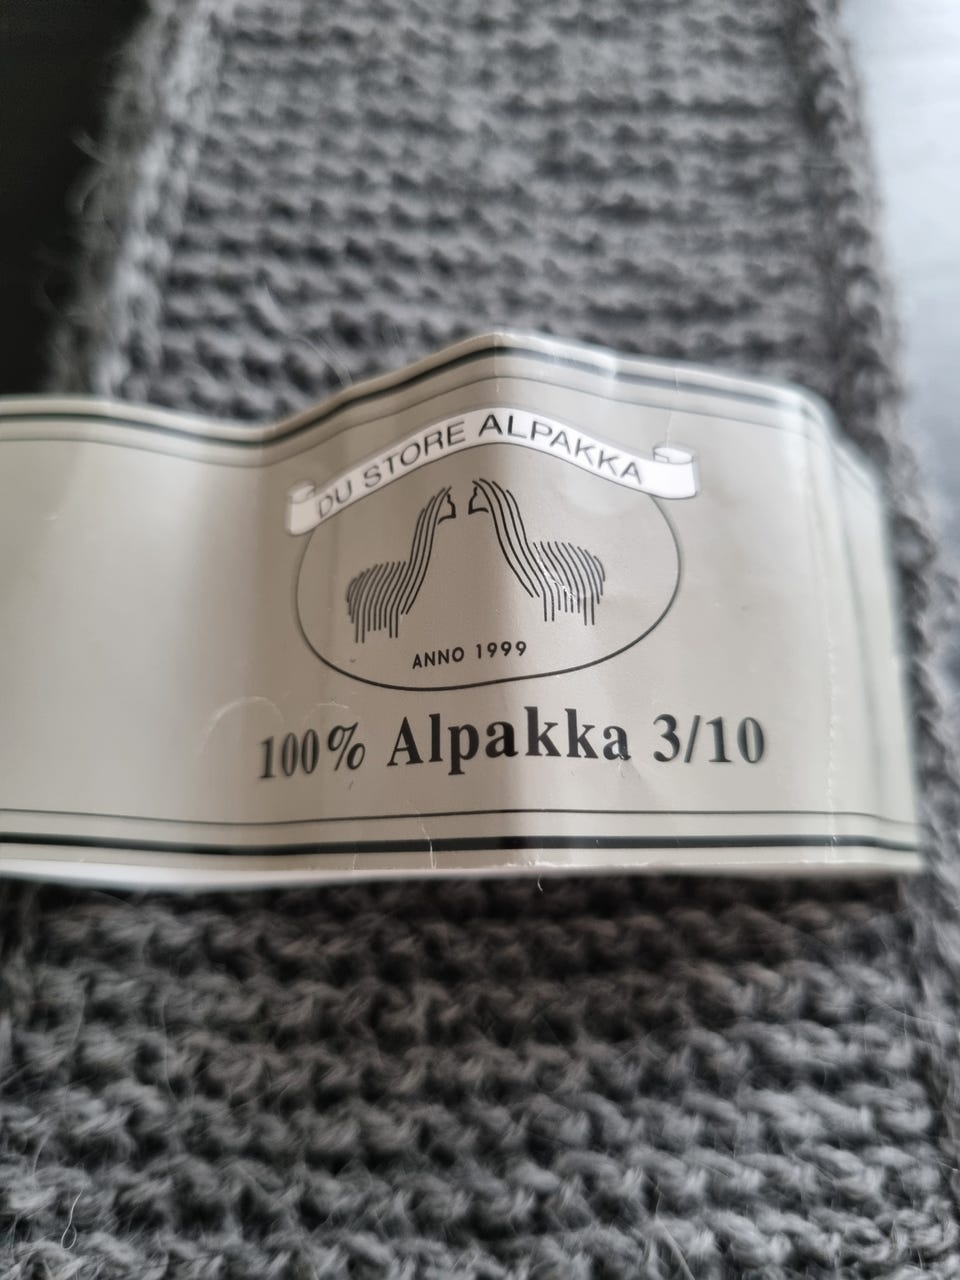 DU STORE ALPAKKA
ANNO 1999
100% Alpakka 3/10